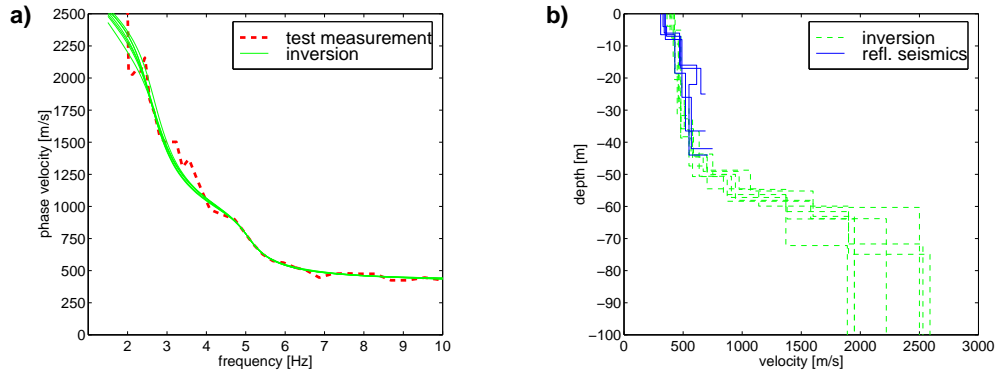 a)
2500
2250
2000
1750
1500
1250
1000
750
500
250
0
phase velocity [m/s]
2 3 4 5 6 7 8 9 10
frequency [Hz]
test measurement
inversion
b)
0
−10
−20
−30
−40
−50
−60
−70
−80
−90
−100
depth [m]
0 500 1000 1500 2000 2500 3000
velocity [m/s]
inversion
refl. seismics